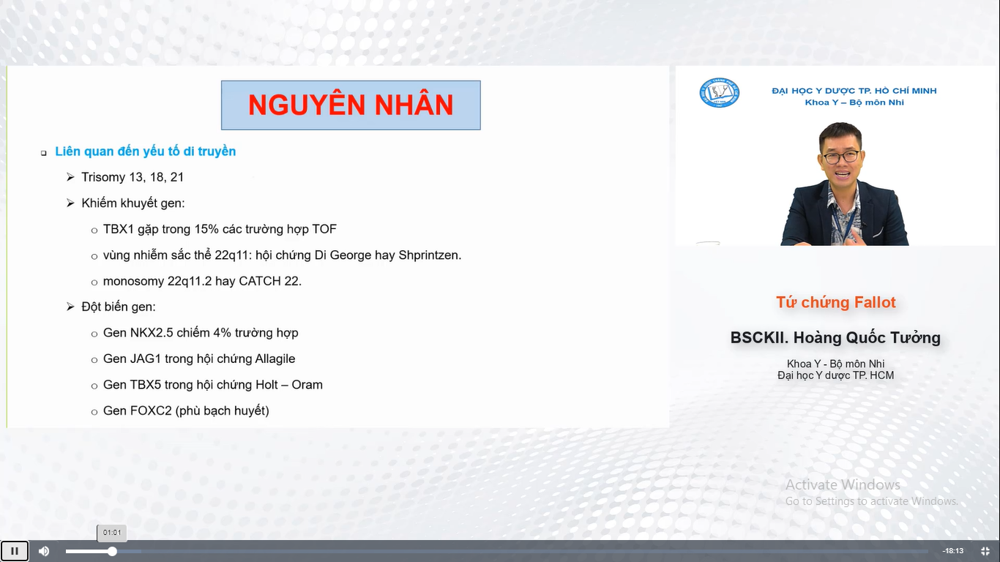 NGUYÊN NHÂN
Liên quan đến yếu tố di truyền
Trisomy 13, 18, 21
Khiếm khuyết gen:
TBX1 gặp trong 15% các trường hợp TOF
vùng nhiễm sắc thể 22q11: hội chứng Di George hay Shprintzen.
monosomy 22q11.2 hay CATCH 22.
Đột biến gen:
Gen NKX2.5 chiếm 4% trường hợp
Gen JAG1 trong hội chứng Allagile
Gen TBX5 trong hội chứng Holt – Oram
Gen FOXC2 (phù bạch huyết)
ĐẠI HỌC Y DƯỢC TP. HỒ CHÍ MINH
Khoa Y – Bộ môn Nhi
Tứ chứng Fallot
BSCKII. Hoàng Quốc Tưởng
Khoa Y - Bộ môn Nhi
Đại học Y dược TP. HCM
Activate Windows
Go to Settings to activate Windows.
01:01
-18:13